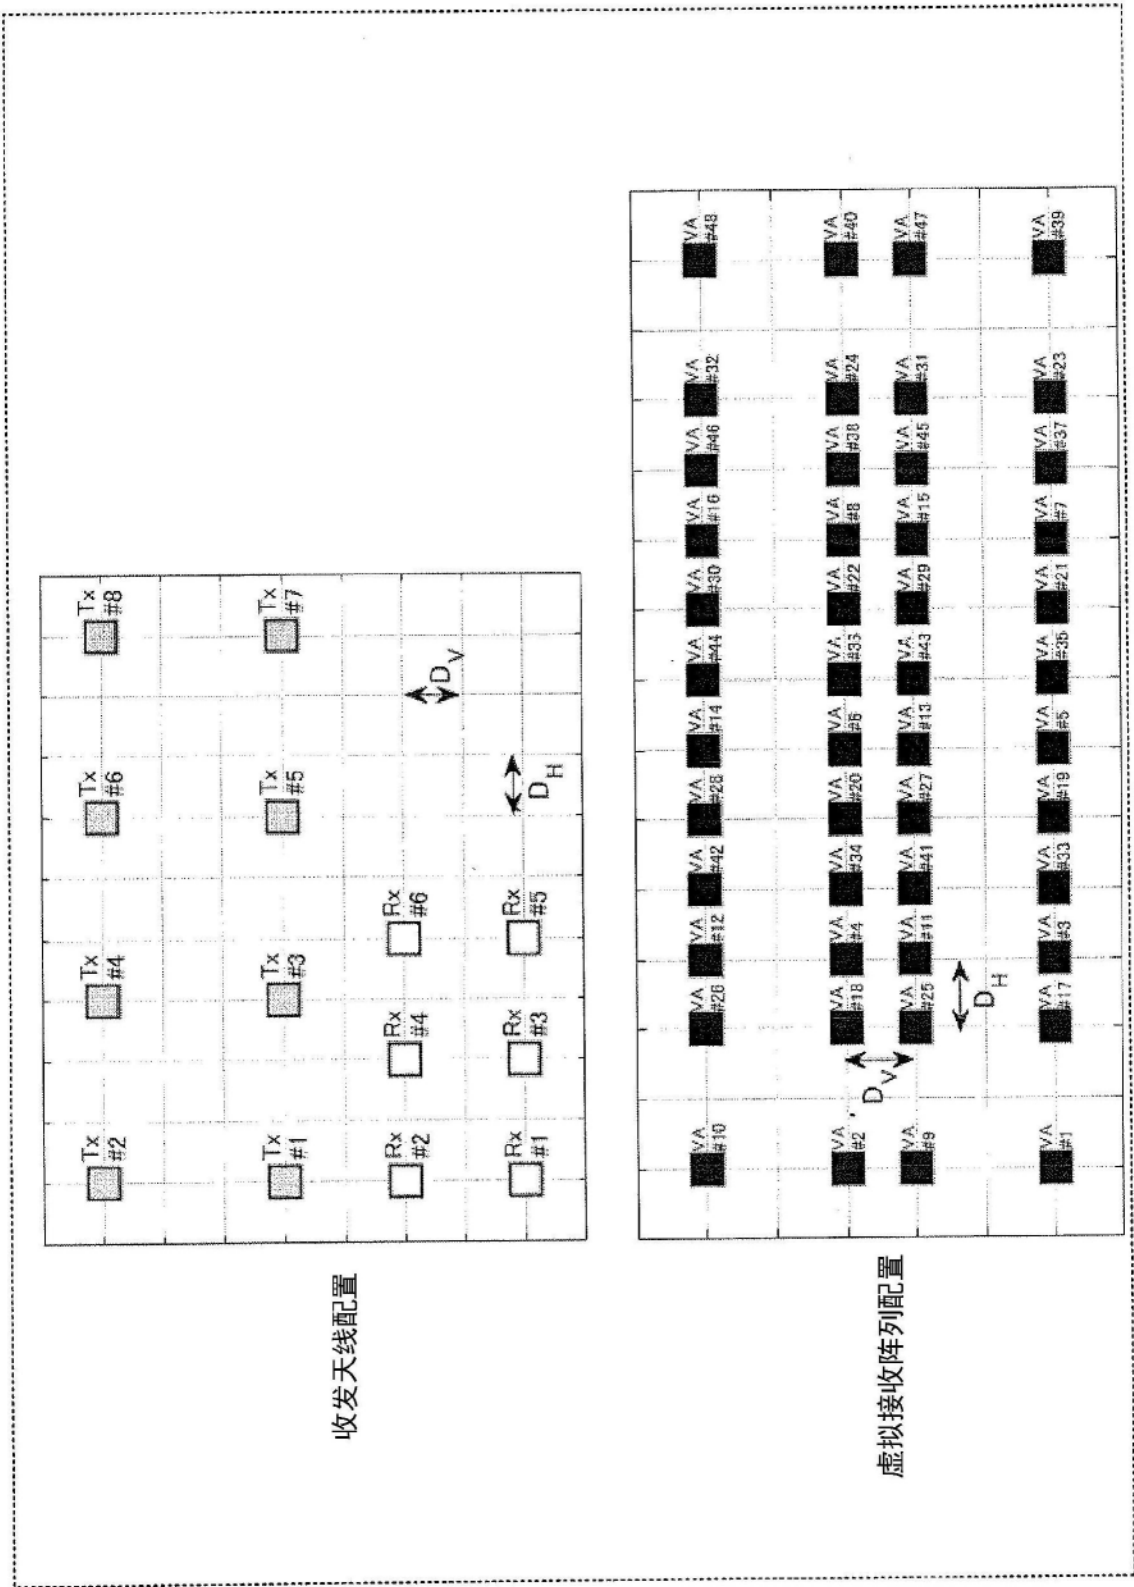 Tx Tx Tx Tx
#2 #4 #6 #8
Tx Tx Tx Tx
#1 #3 #5 #7
收发天线配置
Rx Rx Rx
#2 #4 #6
D_V
Rx Rx Rx
#1 #3 #5
D_H
VA VA VA VA VA VA VA VA VA VA VA VA
#10 #26 #12 #42 #28 #14 #44 #30 #16 #46 #32 #48
VA VA VA VA VA VA VA VA VA VA VA VA
#2 #18 #4 #34 #20 #6 #36 #22 #8 #38 #24 #40
D_V
虚拟接收阵列配置
VA VA VA VA VA VA VA VA VA VA VA VA
#9 #25 #11 #41 #27 #13 #43 #29 #15 #45 #31 #47
D_H
VA VA VA VA VA VA VA VA VA VA VA VA
#1 #17 #3 #33 #19 #5 #35 #21 #7 #37 #23 #39